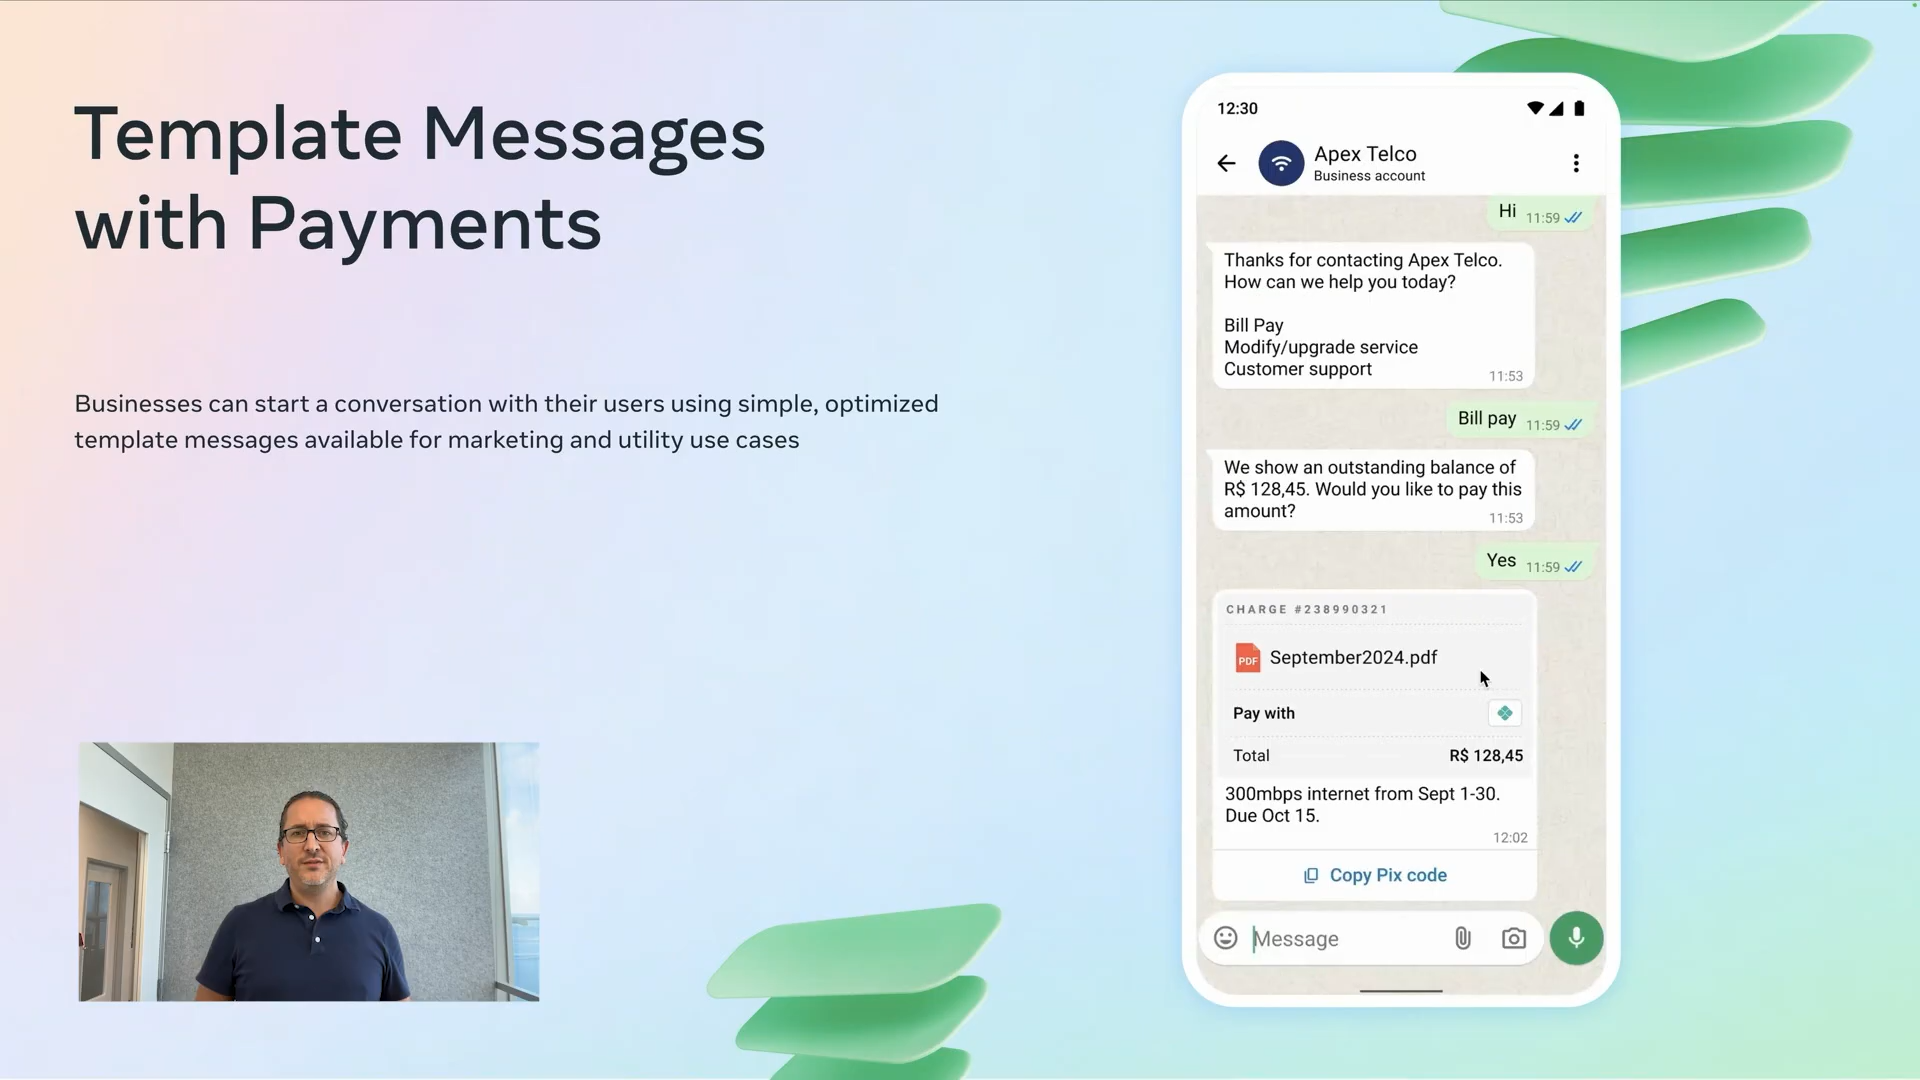 Template Messages
with Payments
Businesses can start a conversation with their users using simple, optimized
template messages available for marketing and utility use cases
12:30
Apex Telco
Business account
Hi 11:59
Thanks for contacting Apex Telco.
How can we help you today?
Bill Pay
Modify/upgrade service
Customer support
11:53
Bill pay 11:59
We show an outstanding balance of
R$ 128,45. Would you like to pay this
amount?
11:53
Yes 11:59
CHARGE #238990321
PDF September2024.pdf
Pay with
Total R$ 128,45
300mbps internet from Sept 1-30.
Due Oct 15.
12:02
Copy Pix code
Message